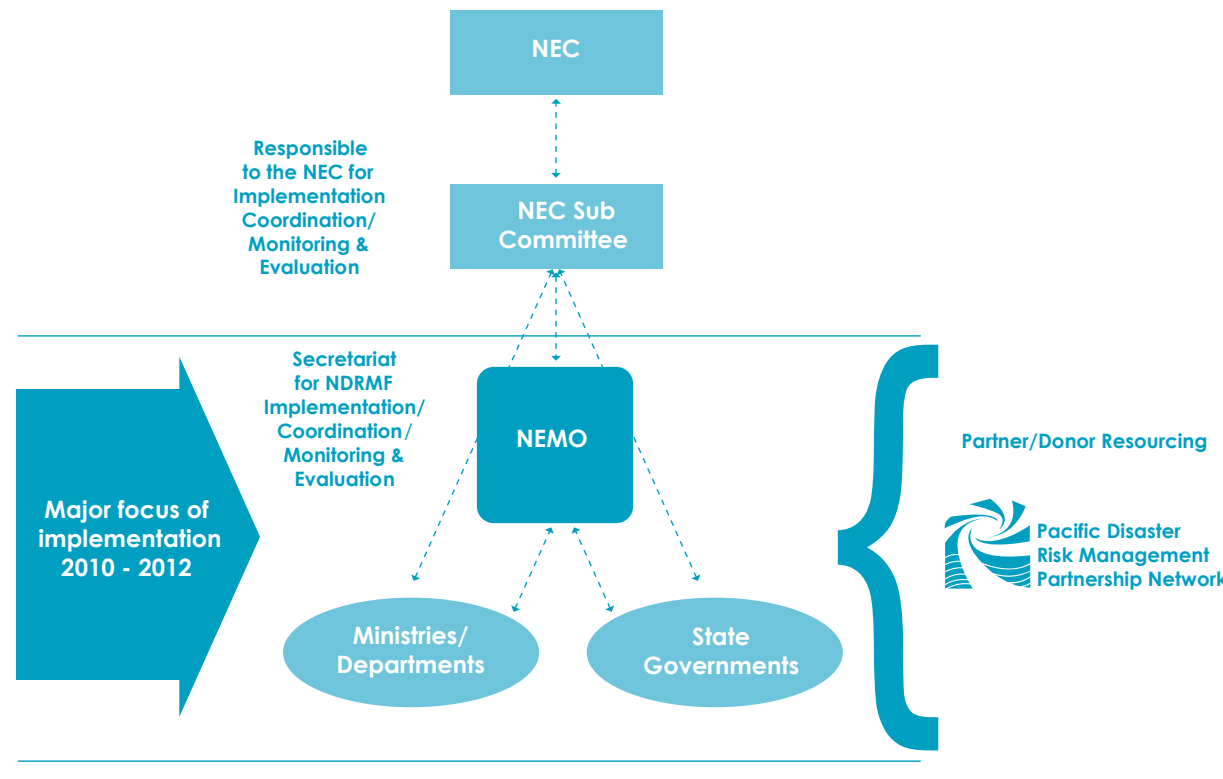 NEC
Responsible
to the NEC for
Implementation
Coordination/
Monitoring &
Evaluation
NEC Sub
Committee
Secretariat
for NDRMF
Implementation/
Coordination/
Monitoring &
Evaluation
NEMO
Major focus of
implementation
2010 - 2012
Ministries/
Departments
State
Governments
Partner/Donor Resourcing
Pacific Disaster
Risk Management
Partnership Network